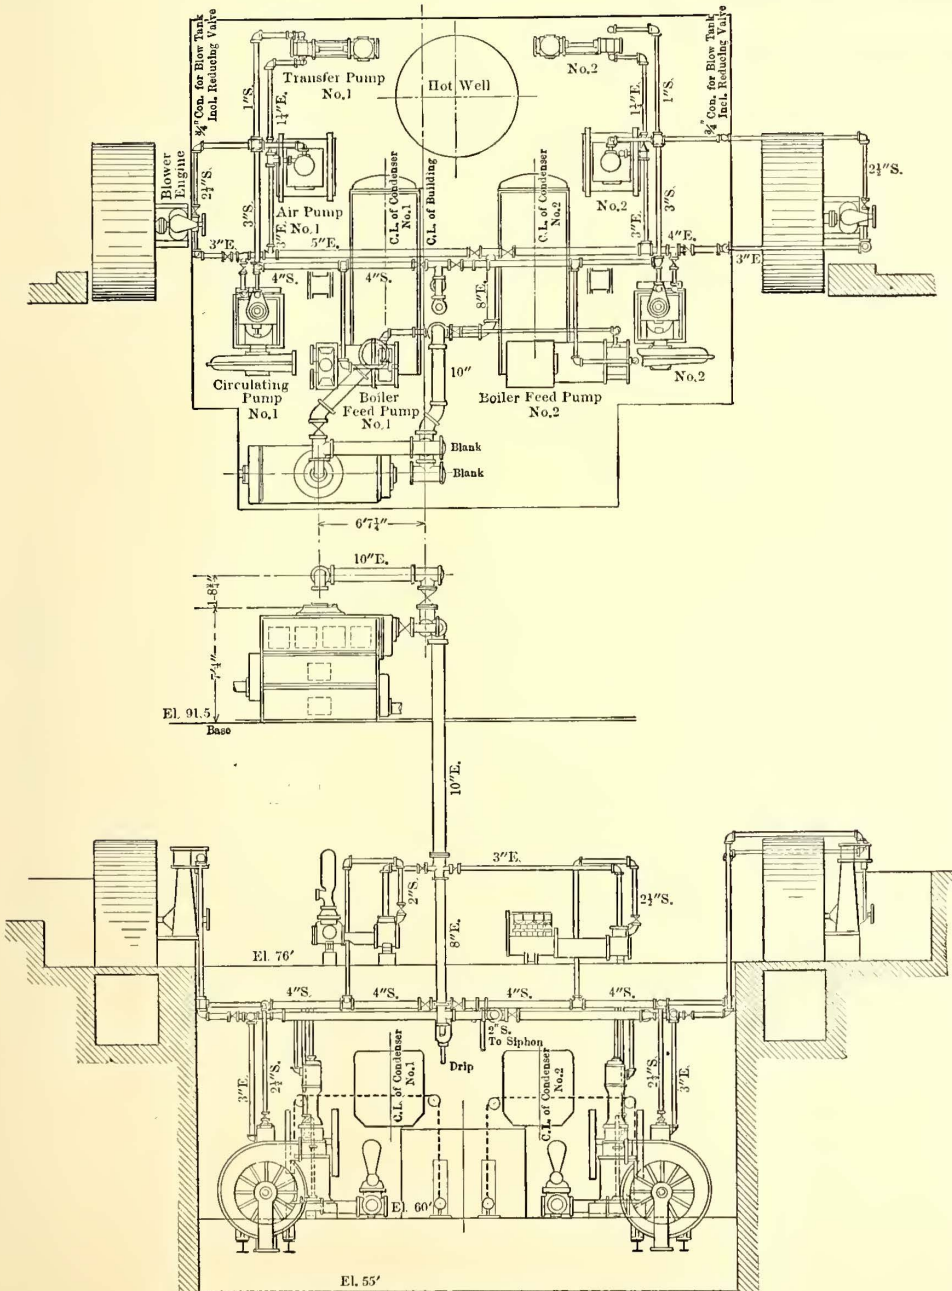 ¾" Con. for Blow Tank
Incl. Reducing Valve
1"S.
1¼"E.
Transfer Pump
No.1
Hot Well
No.2
1¼"E.
1"S.
¾" Con. for Blow Tank
Incl. Reducing Valve
Blower
Engine
2½"S.
3"S.
3"E.
Air Pump
No.1
C.L. of Condenser
No.1
C.L. of Building
C.L. of Condenser
No.2
No.2
3"E.
3"S.
2½"S.
3"E.
5"E.
4"E.
3"E
4"S.
4"S.
8"E.
10"
Circulating
Pump
No.1
Boiler
Feed Pump
No.1
Boiler Feed Pump
No.2
No.2
Blank
Blank
6'7¼"
10"E.
7'4"
El. 91.5
Base
10"E.
3"E.
2"S.
2½"S.
8"E.
El. 76'
4"S.
4"S.
4"S.
4"S.
"S.
To Siphon
Drip
C.L. of Condenser
No.1
C.L. of Condenser
No.2
3"E.
2½"S.
2½"S.
3"E.
El. 60'
El. 55'